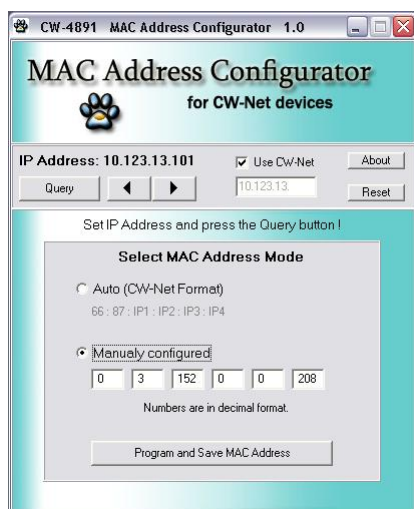 CW-4891 MAC Address Configurator 1.0
MAC Address Configurator
for CW-Net devices
IP Address: 10.123.13.101
Use CW-Net
About
Query
10.123.13.
Reset
Set IP Address and press the Query button !
Select MAC Address Mode
Auto (CW-Net Format)
66 : 87 : IP1 : IP2 : IP3 : IP4
Manualy configured
0 3 152 0 0 208
Numbers are in decimal format.
Program and Save MAC Address